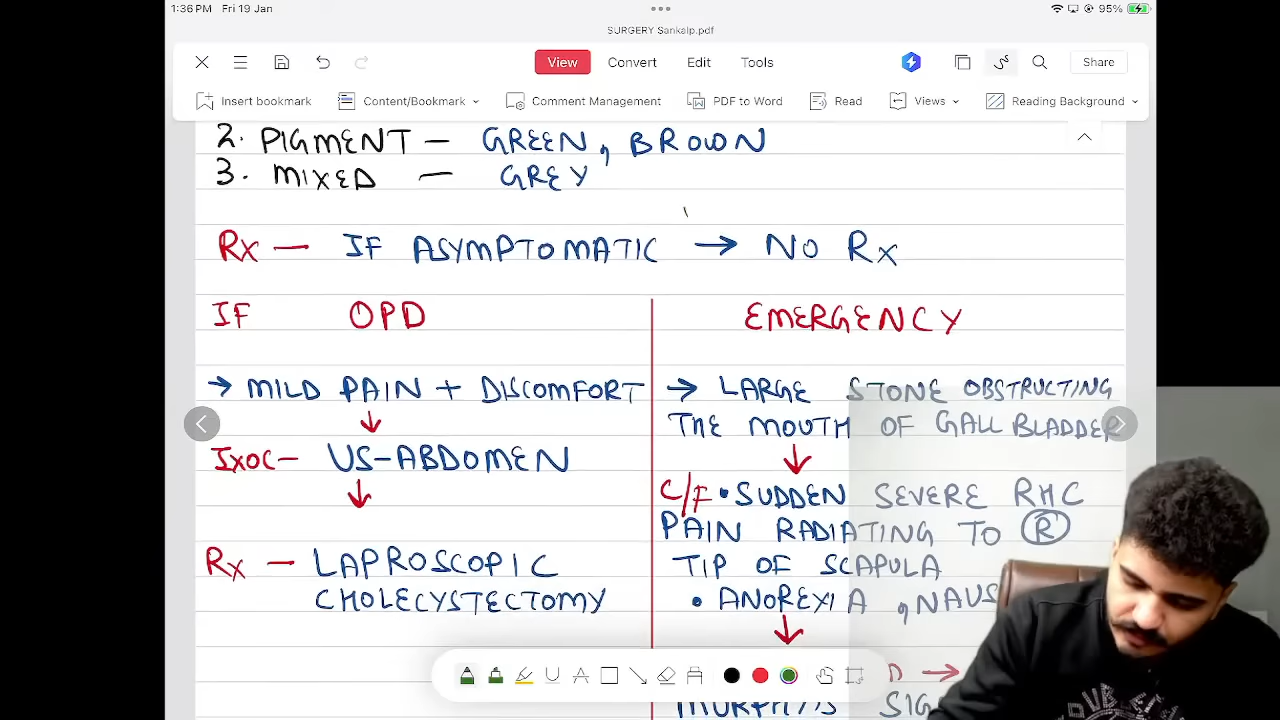 1:36 PM Fri 19 Jan
95%
SURGERY Sankalp.pdf
View Convert Edit Tools
Share
Insert bookmark Content/Bookmark Comment Management PDF to Word Read Views Reading Background
2. PIGMENT – GREEN, BROWN
3. MIXED – GREY
Rx – IF ASYMPTOMATIC → NO Rx
IF OPD
→ MILD PAIN + DISCOMFORT
↓
IxOC – US-ABDOMEN
↓
Rx – LAPROSCOPIC
CHOLECYSTECTOMY
EMERGENCY
→ LARGE STONE OBSTRUCTING
THE MOUTH OF GALL BLADDER
↓
C/F • SUDDEN SEVERE RHC
PAIN RADIATING TO R
TIP OF SCAPULA
• ANOREXIA, NAUS
↓
D →
MURPHY'S SIG